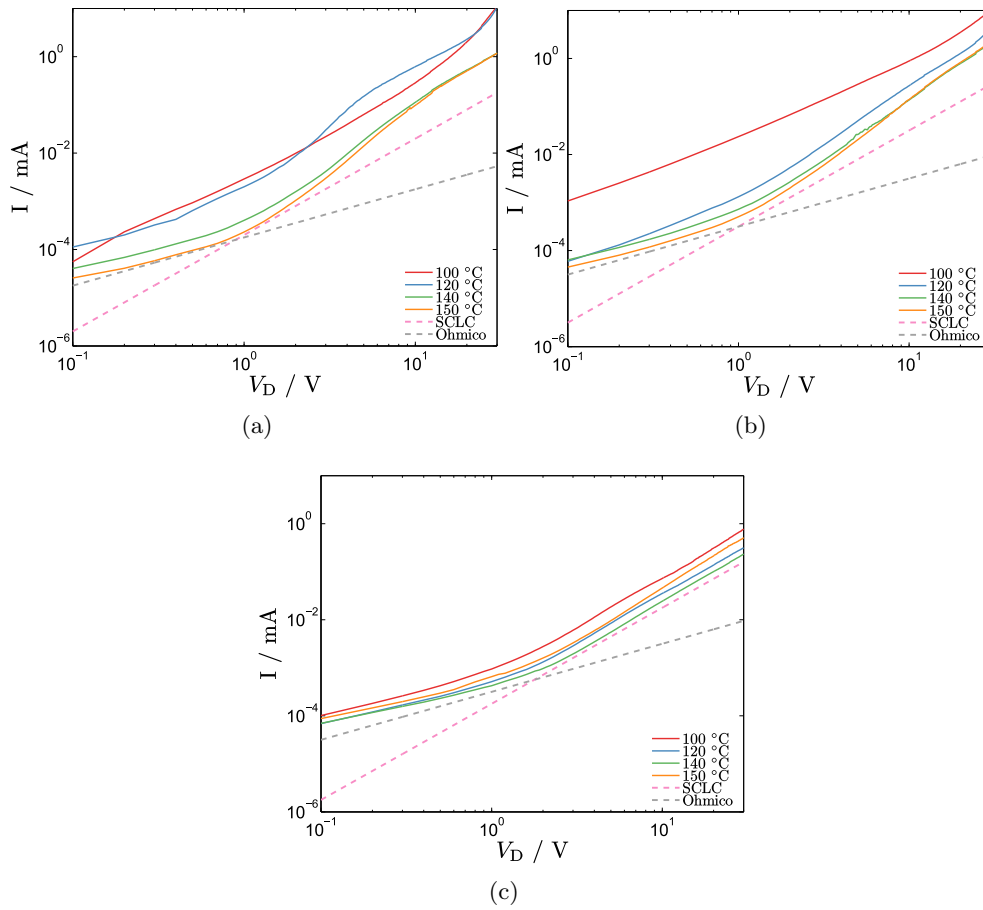 I / mA
10^0
10^-2
10^-4
10^-6
10^-1
10^0
10^1
V_D / V
100 °C
120 °C
140 °C
150 °C
SCLC
Ohmico
(a)
I / mA
10^0
10^-2
10^-4
10^-6
10^-1
10^0
10^1
V_D / V
100 °C
120 °C
140 °C
150 °C
SCLC
Ohmico
(b)
I / mA
10^0
10^-2
10^-4
10^-6
10^-1
10^0
10^1
V_D / V
100 °C
120 °C
140 °C
150 °C
SCLC
Ohmico
(c)